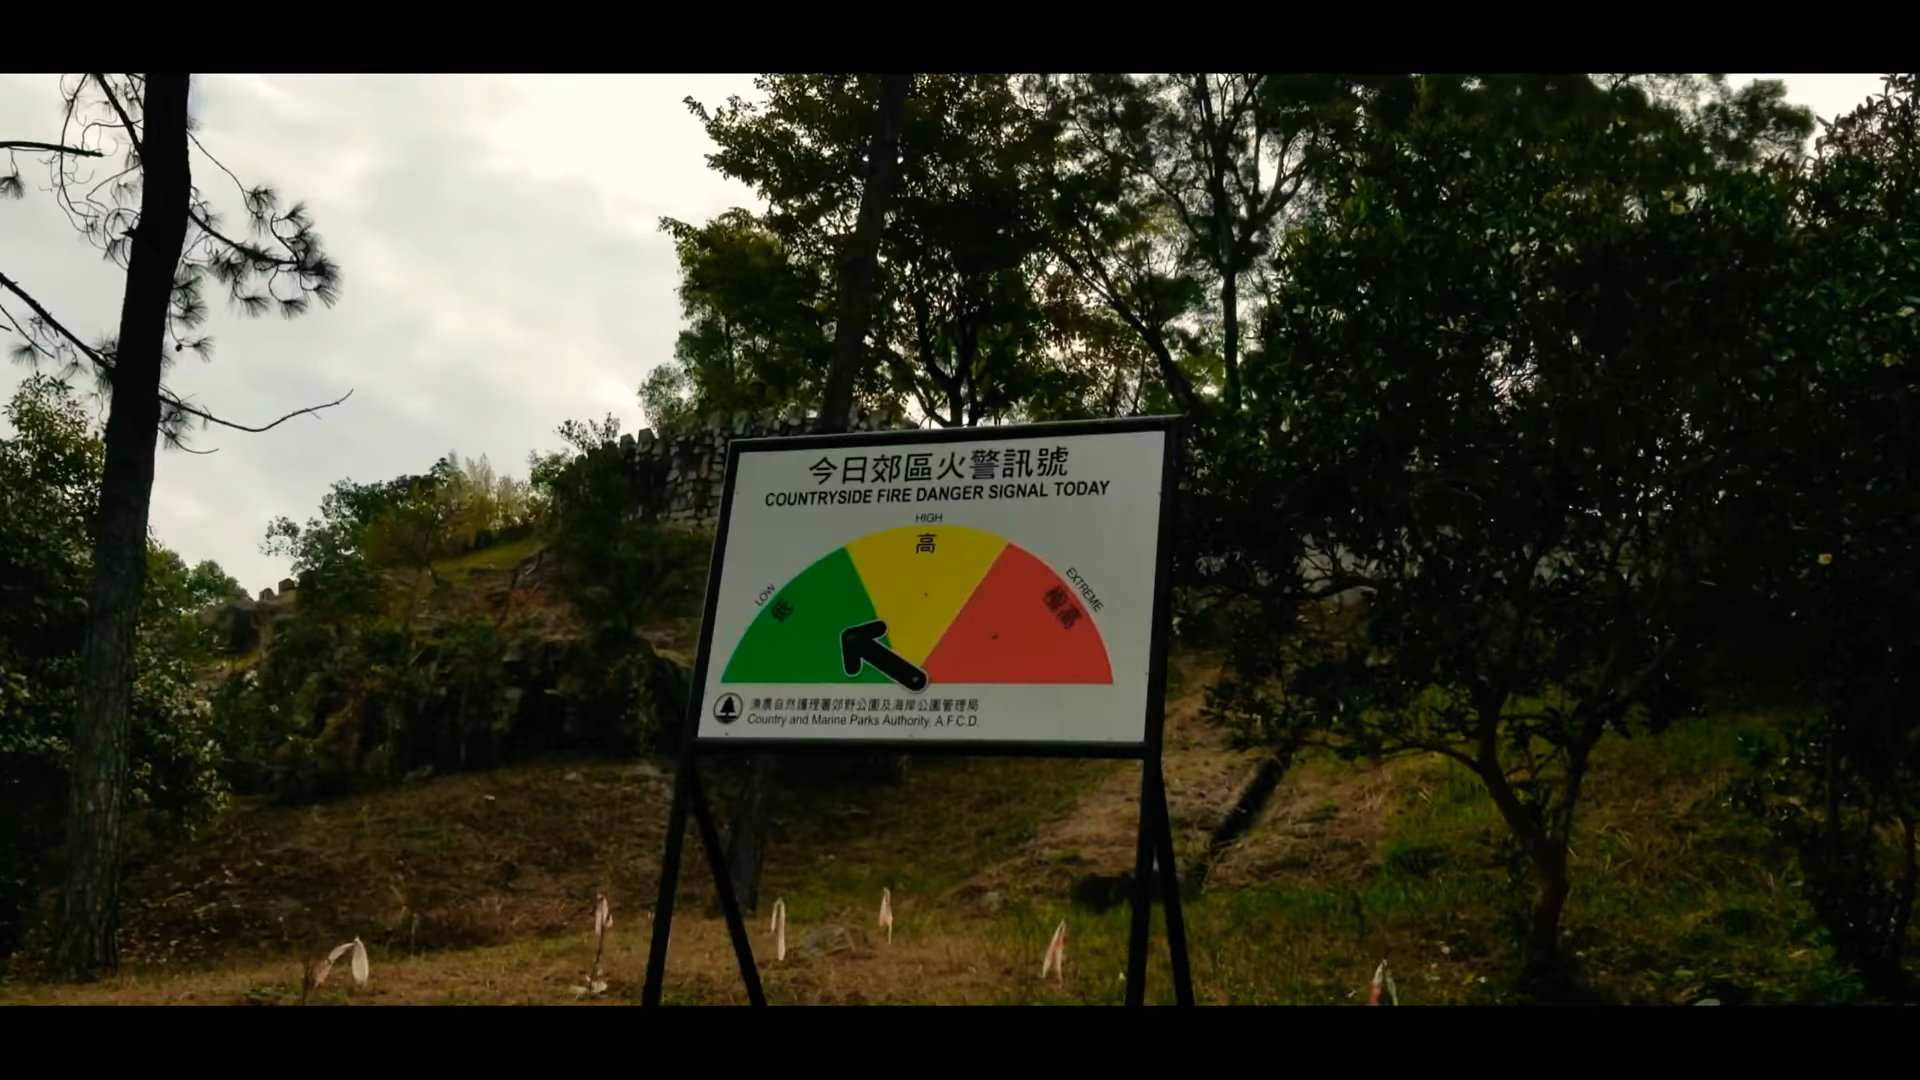 今日郊區火警訊號
COUNTRYSIDE FIRE DANGER SIGNAL TODAY
HIGH
高
LOW
低
EXTREME
極高
漁農自然護理署郊野公園及海岸公園管理局
Country and Marine Parks Authority, A.F.C.D.